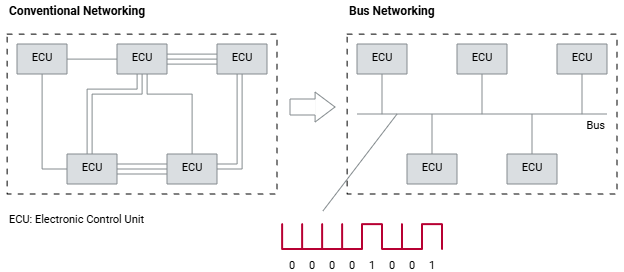 Conventional Networking
Bus Networking
ECU
ECU
ECU
ECU
ECU
ECU
ECU
ECU
Bus
ECU
ECU
ECU: Electronic Control Unit
0 0 0 0 1 0 0 1